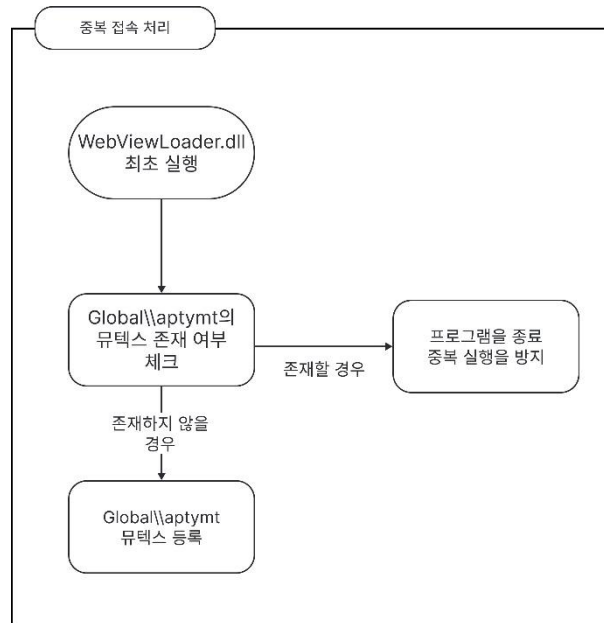 중복 접속 처리
WebViewLoader.dll
최초 실행
Global\\aptymt의
뮤텍스 존재 여부
체크
존재할 경우
프로그램을 종료
중복 실행을 방지
존재하지 않을
경우
Global\\aptymt
뮤텍스 등록